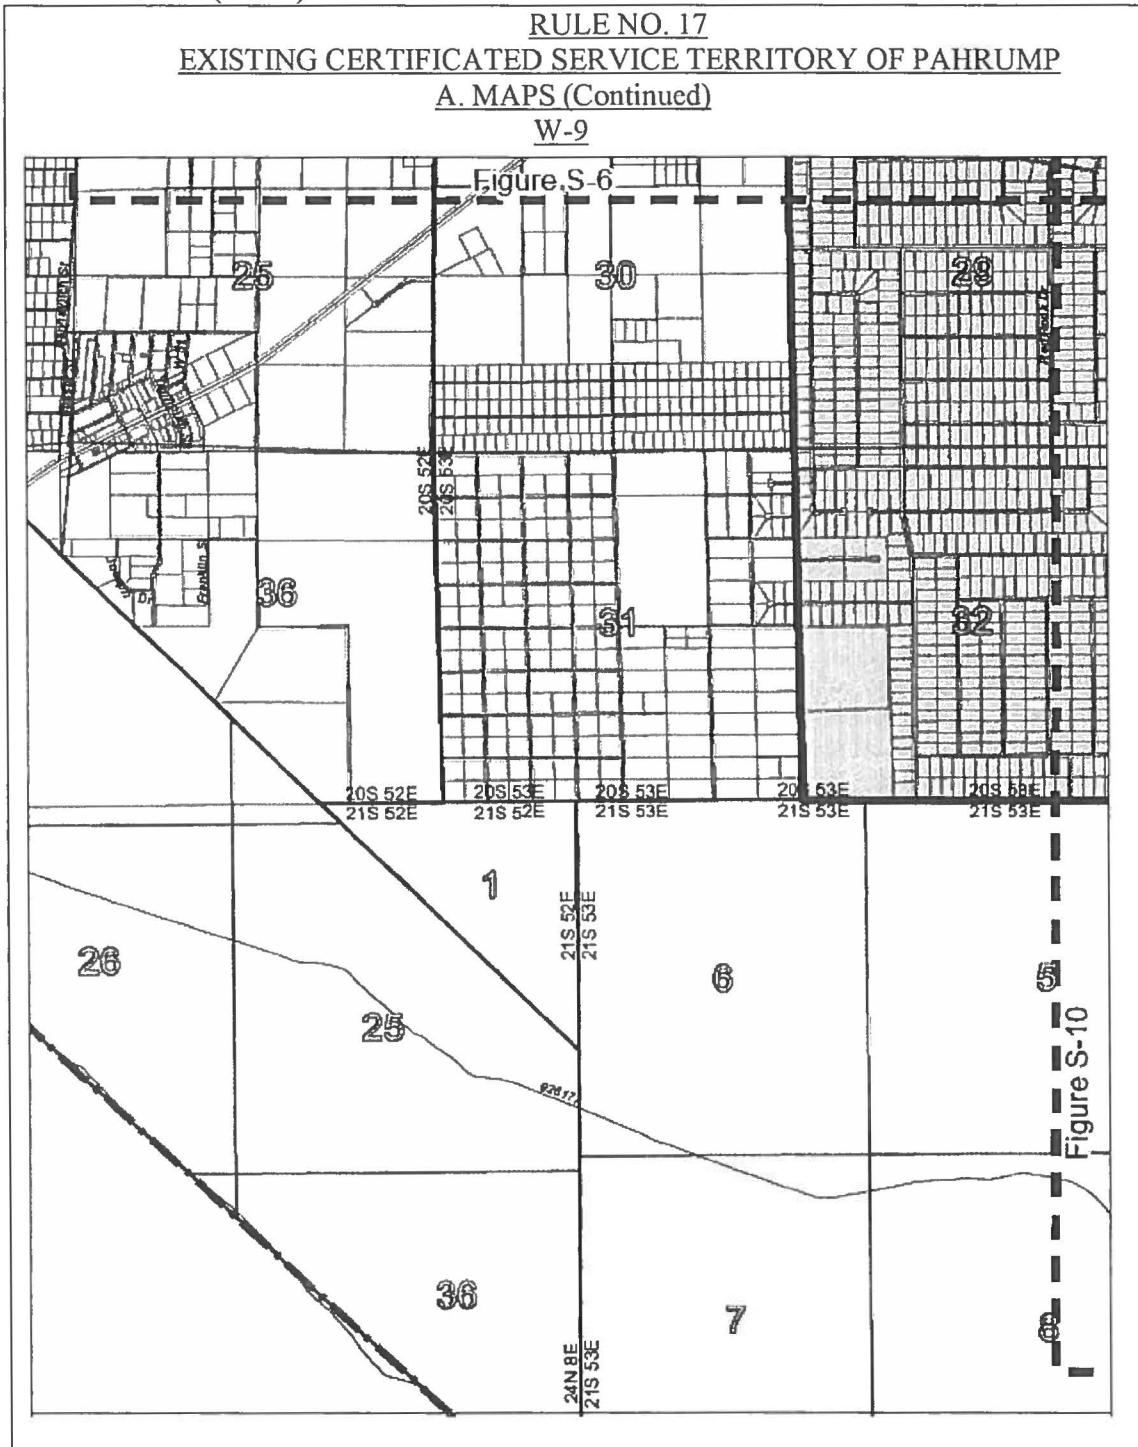 RULE NO. 17
EXISTING CERTIFICATED SERVICE TERRITORY OF PAHRUMP
A. MAPS (Continued)
W-9
Figure S-6
25
30
29
20S 52E
20S 53E
36
31
32
20S 52E
21S 52E
20S 53E
21S 52E
20S 53E
21S 53E
20S 53E
21S 53E
20S 53E
21S 53E
1
21S 52E
21S 53E
26
25
6
5
Figure S-10
36
7
8
24N 8E
21S 53E